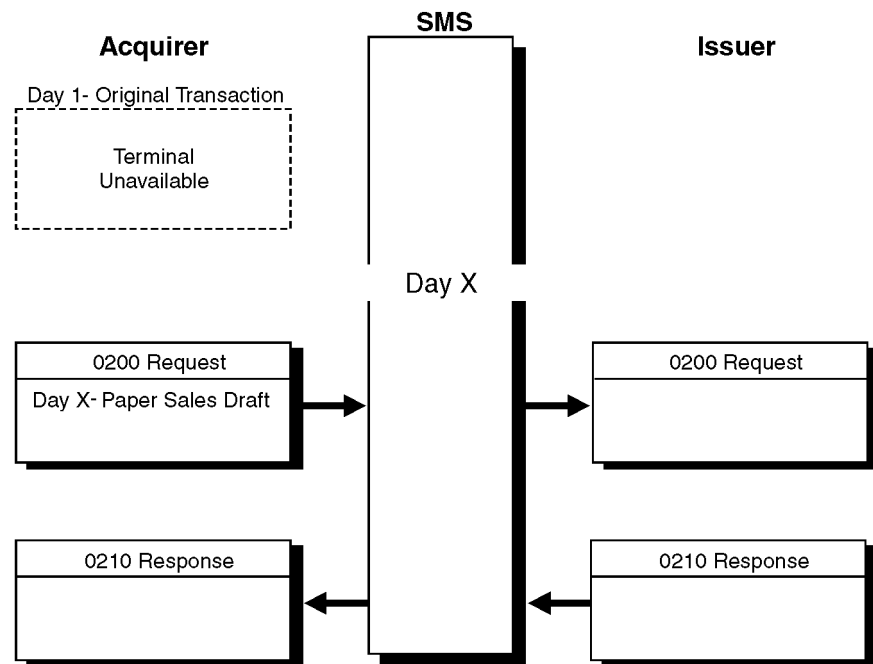 SMS
Acquirer
Issuer
Day 1- Original Transaction
Terminal
Unavailable
Day X
0200 Request
Day X- Paper Sales Draft
0200 Request
0210 Response
0210 Response